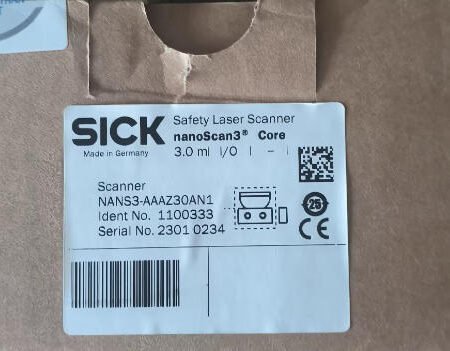 SICK
Made in Germany
Safety Laser Scanner
nanoScan3® Core
3.0 m| I/O | – |
Scanner
NANS3-AAAZ30AN1
Ident No. 1100333
Serial No. 2301 0234
25
CE